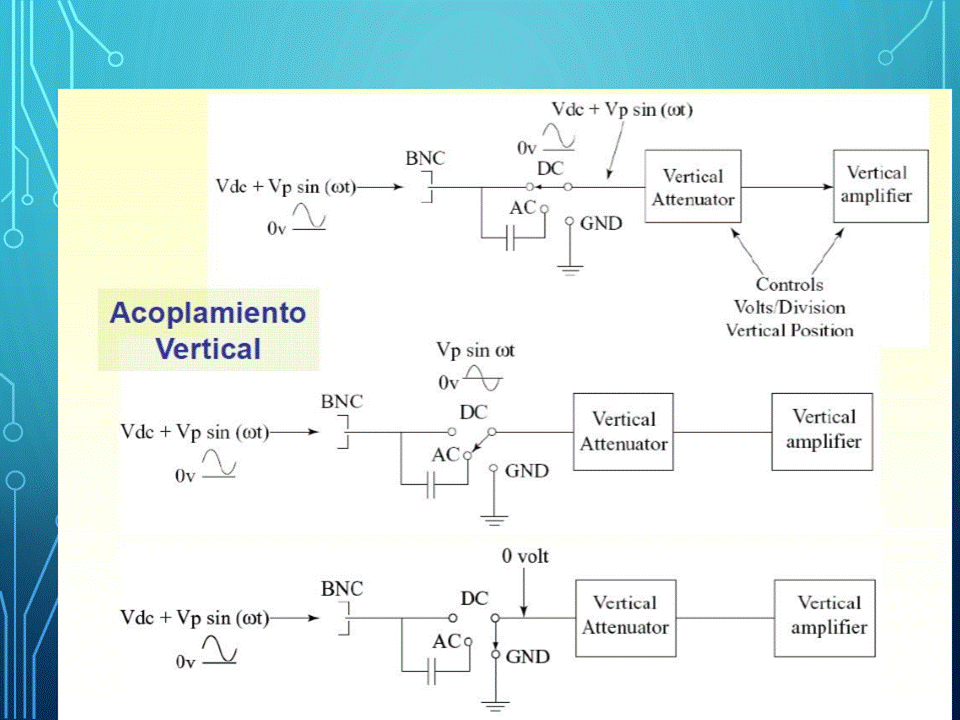 Vdc + Vp sin (ωt)
0v
BNC
DC
Vdc + Vp sin (ωt)
0v
AC
GND
Vertical
Attenuator
Vertical
amplifier
Controls
Volts/Division
Vertical Position
Acoplamiento
Vertical
Vp sin ωt
0v
BNC
DC
Vdc + Vp sin (ωt)
0v
AC
GND
Vertical
Attenuator
Vertical
amplifier
0 volt
BNC
DC
Vdc + Vp sin (ωt)
0v
AC
GND
Vertical
Attenuator
Vertical
amplifier